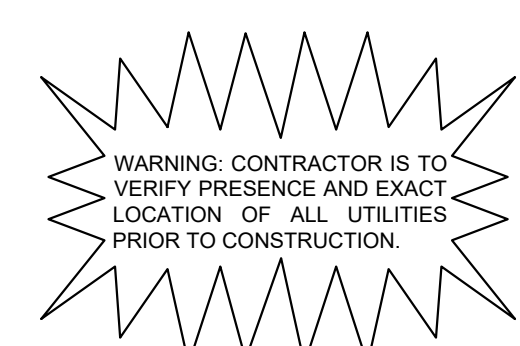 WARNING: CONTRACTOR IS TO
VERIFY PRESENCE AND EXACT
LOCATION OF ALL UTILITIES
PRIOR TO CONSTRUCTION.